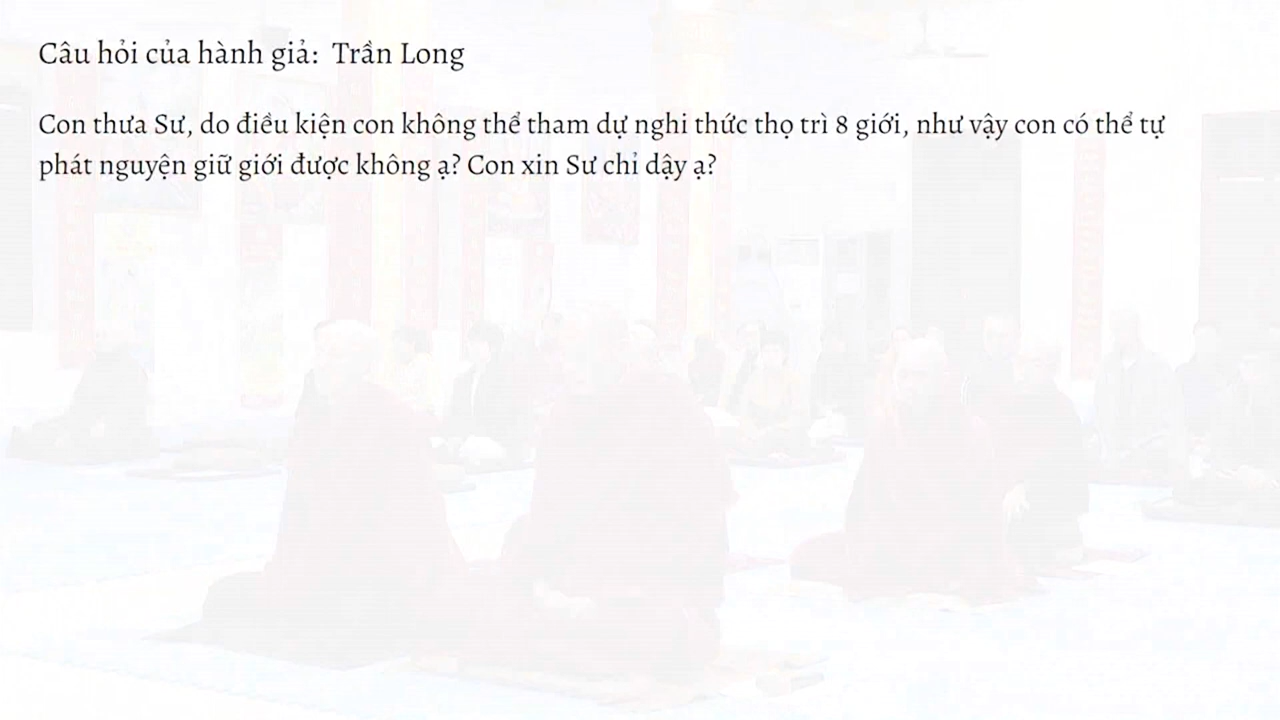 Câu hỏi của hành giả: Trần Long
Con thưa Sư, do điều kiện con không thể tham dự nghi thức thọ trì 8 giới, như vậy con có thể tự
phát nguyện giữ giới được không ạ? Con xin Sư chỉ dậy ạ?